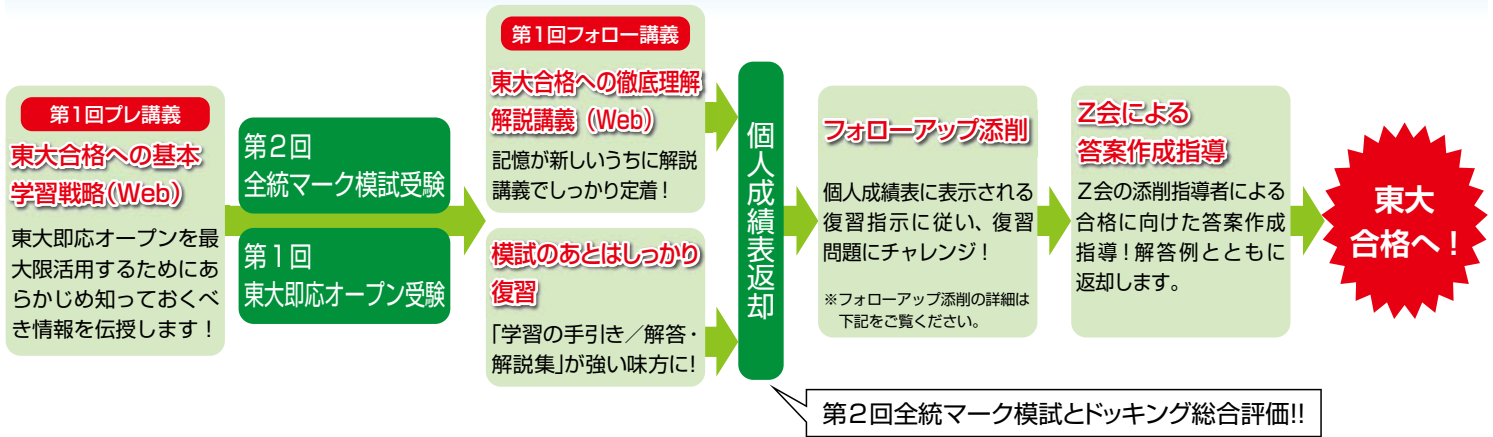 第1回プレ講義
東大合格への基本
学習戦略(Web)
東大即応オープンを最
大限活用するためにあ
らかじめ知っておくべ
き情報を伝授します！
第2回
全統マーク模試受験
第1回
東大即応オープン受験
第1回フォロー講義
東大合格への徹底理解
解説講義（Web）
記憶が新しいうちに解説
講義でしっかり定着！
模試のあとはしっかり
復習
「学習の手引き／解答・
解説集」が強い味方に！
個人成績表返却
フォローアップ添削
個人成績表に表示される
復習指示に従い、復習
問題にチャレンジ！
※フォローアップ添削の詳細は
下記をご覧ください。
Z会による
答案作成指導
Z会の添削指導者による
合格に向けた答案作成
指導！解答例とともに
返却します。
東大
合格へ！
第2回全統マーク模試とドッキング総合評価!!